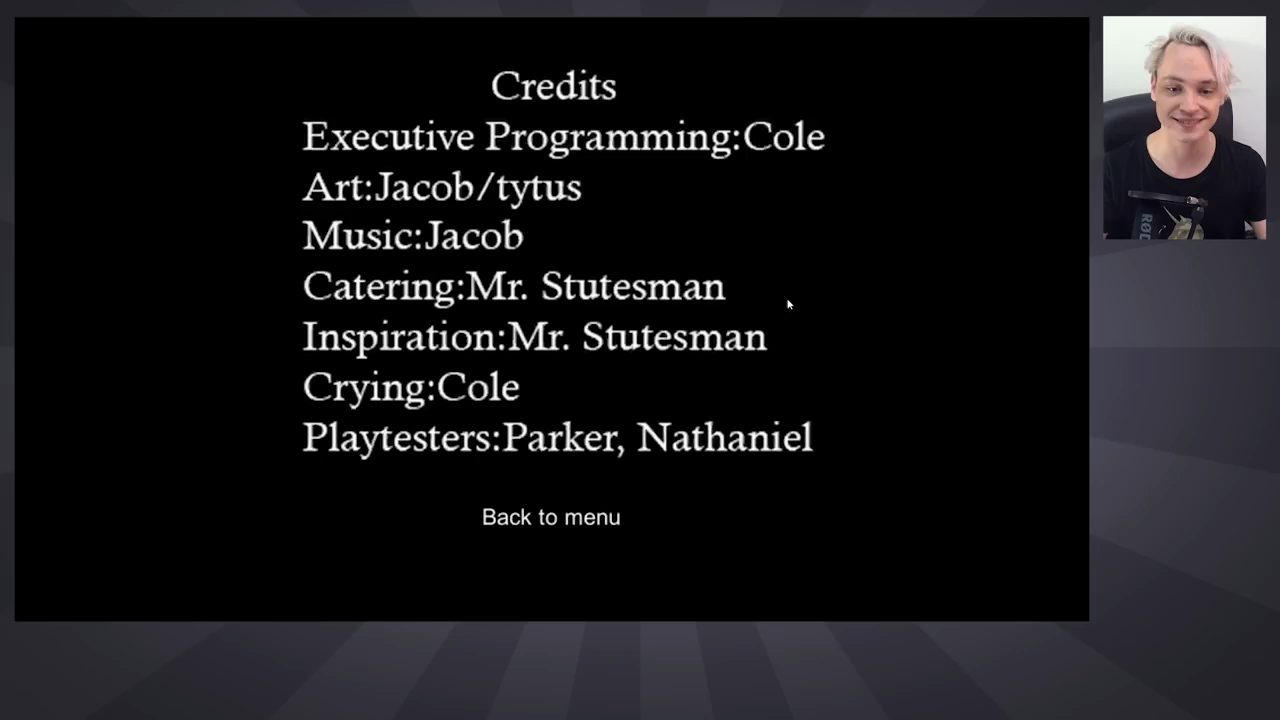 Credits
Executive Programming:Cole
Art:Jacob/tytus
Music:Jacob
Catering:Mr. Stutesman
Inspiration:Mr. Stutesman
Crying:Cole
Playtesters:Parker, Nathaniel
Back to menu